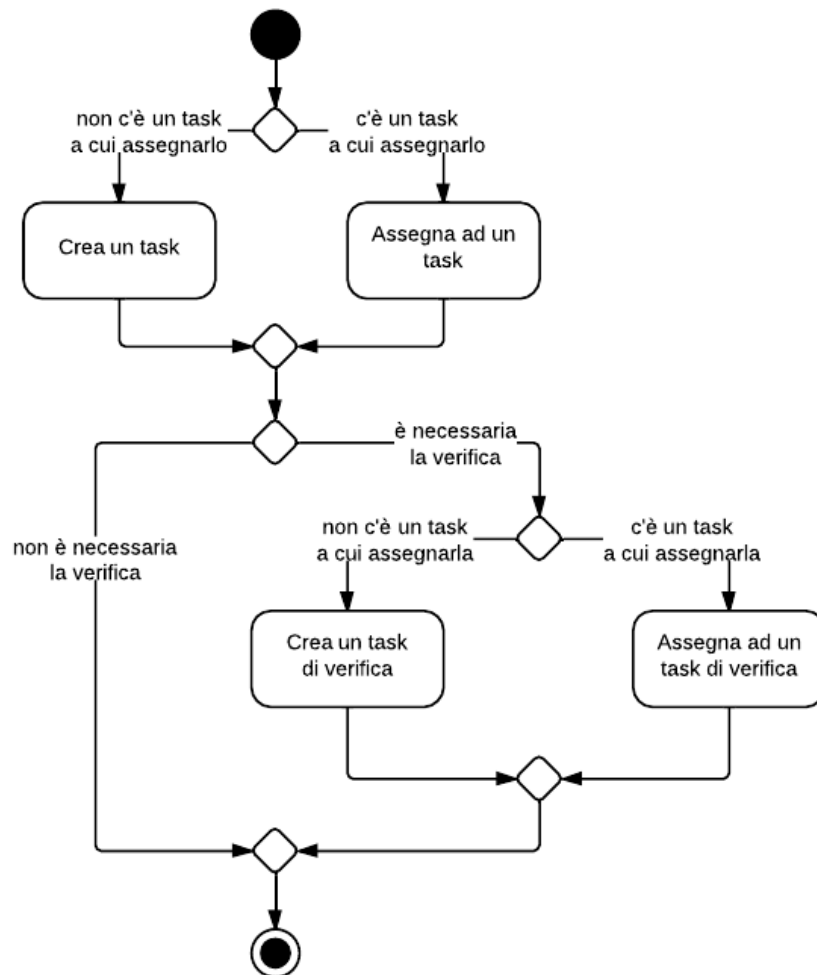 non c'è un task
a cui assegnarlo
c'è un task
a cui assegnarlo
Crea un task
Assegna ad un
task
è necessaria
la verifica
non è necessaria
la verifica
non c'è un task
a cui assegnarla
c'è un task
a cui assegnarla
Crea un task
di verifica
Assegna ad un
task di verifica